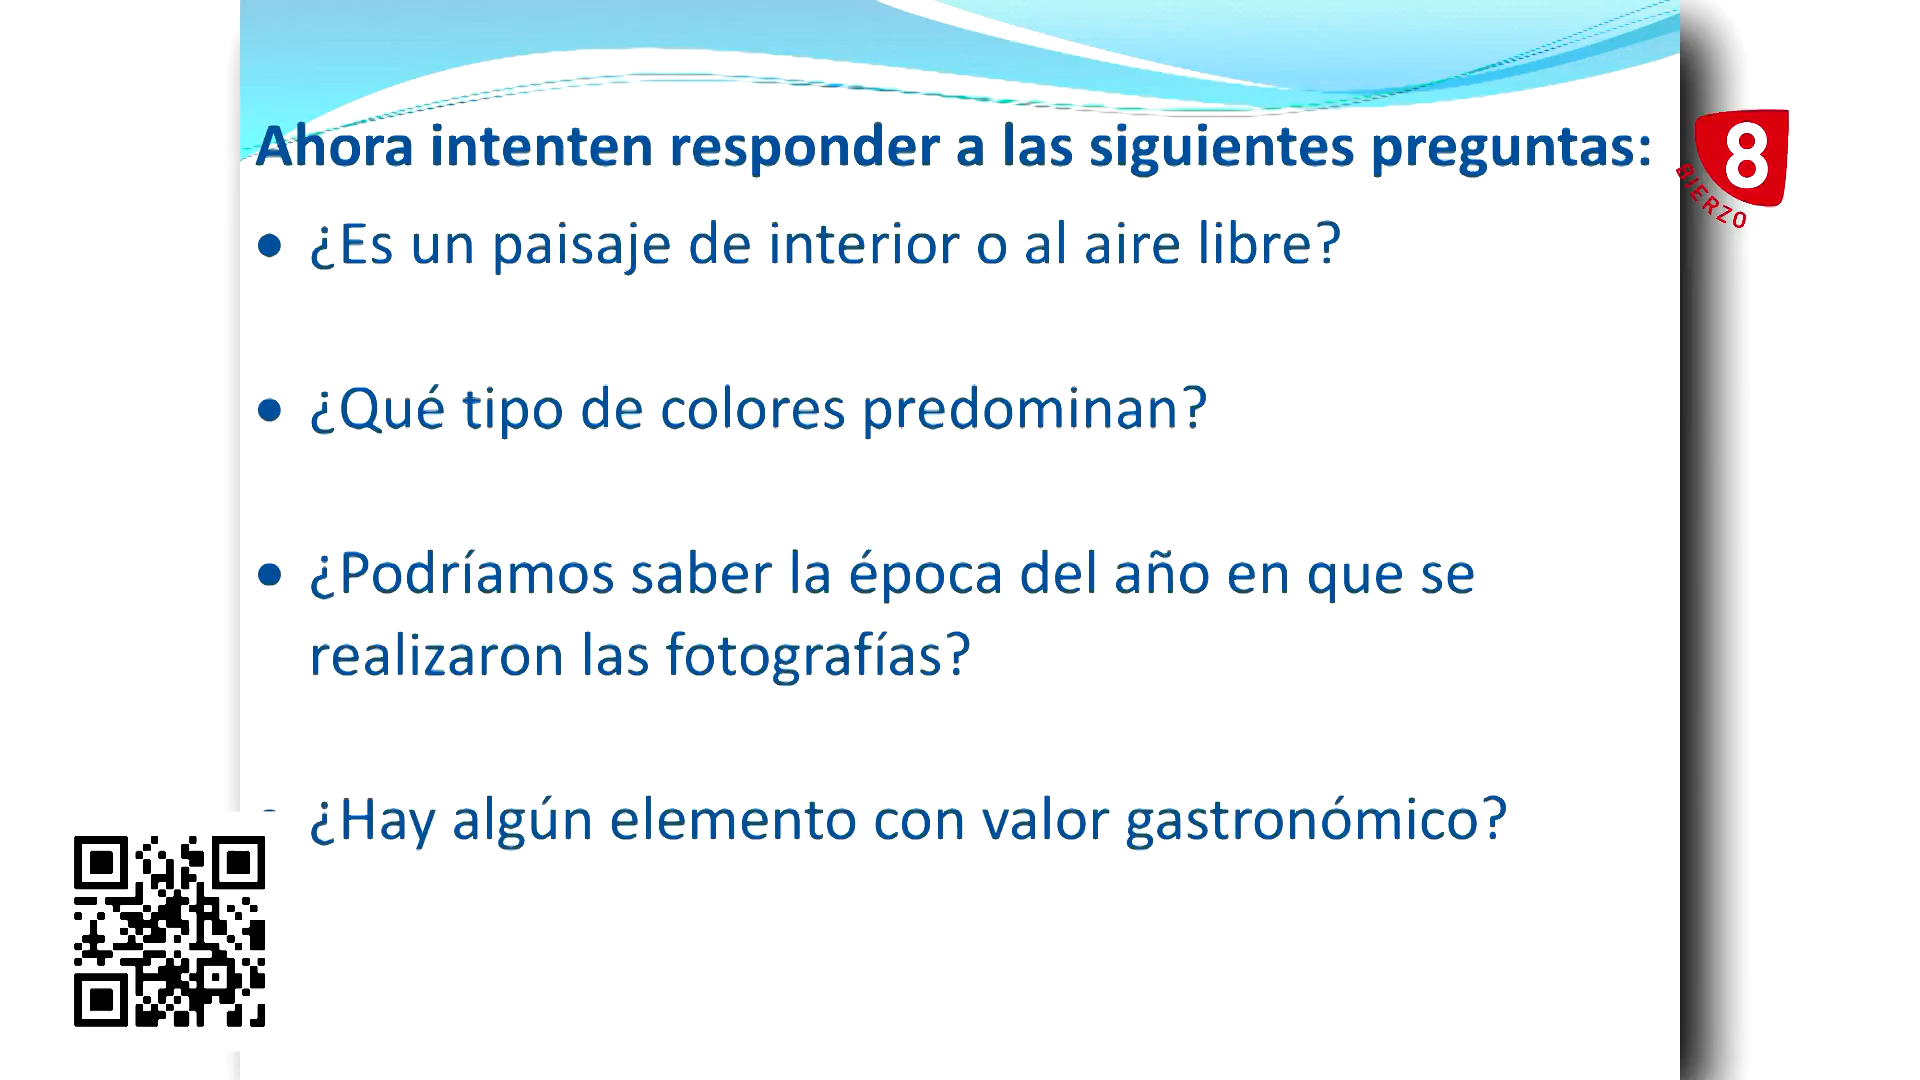 Ahora intenten responder a las siguientes preguntas:
8
BIERZO
• ¿Es un paisaje de interior o al aire libre?
• ¿Qué tipo de colores predominan?
• ¿Podríamos saber la época del año en que se
realizaron las fotografías?
• ¿Hay algún elemento con valor gastronómico?